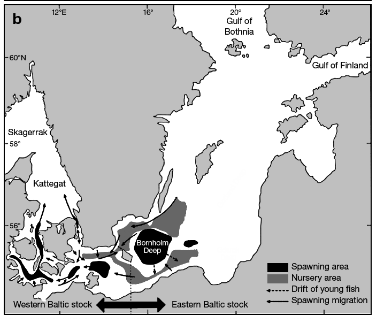 b
12°E
16°
20°
24°
Gulf of
Bothnia
60°N
Gulf of Finland
Skagerrak
58°
Kattegat
56°
Bornholm
Deep
Spawning area
Nursery area
Drift of young fish
Spawning migration
Western Baltic stock
Eastern Baltic stock